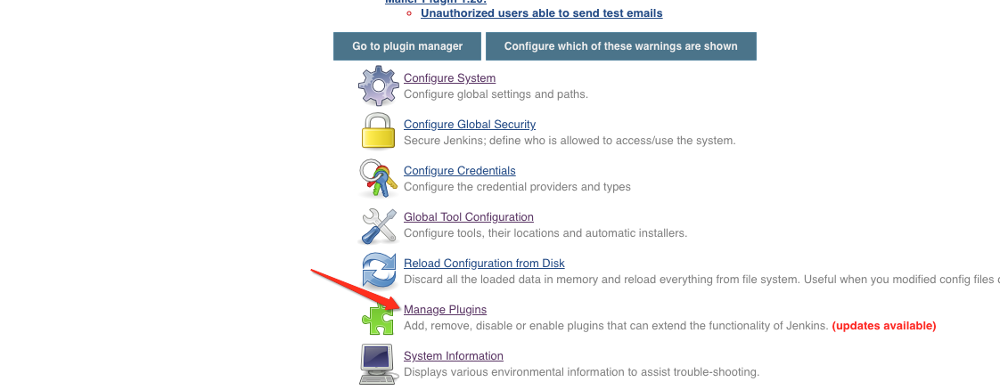 Mailer Plugin 1.20:
Unauthorized users able to send test emails
Go to plugin manager
Configure which of these warnings are shown
Configure System
Configure global settings and paths.
Configure Global Security
Secure Jenkins; define who is allowed to access/use the system.
Configure Credentials
Configure the credential providers and types
Global Tool Configuration
Configure tools, their locations and automatic installers.
Reload Configuration from Disk
Discard all the loaded data in memory and reload everything from file system. Useful when you modified config files
Manage Plugins
Add, remove, disable or enable plugins that can extend the functionality of Jenkins. (updates available)
System Information
Displays various environmental information to assist trouble-shooting.